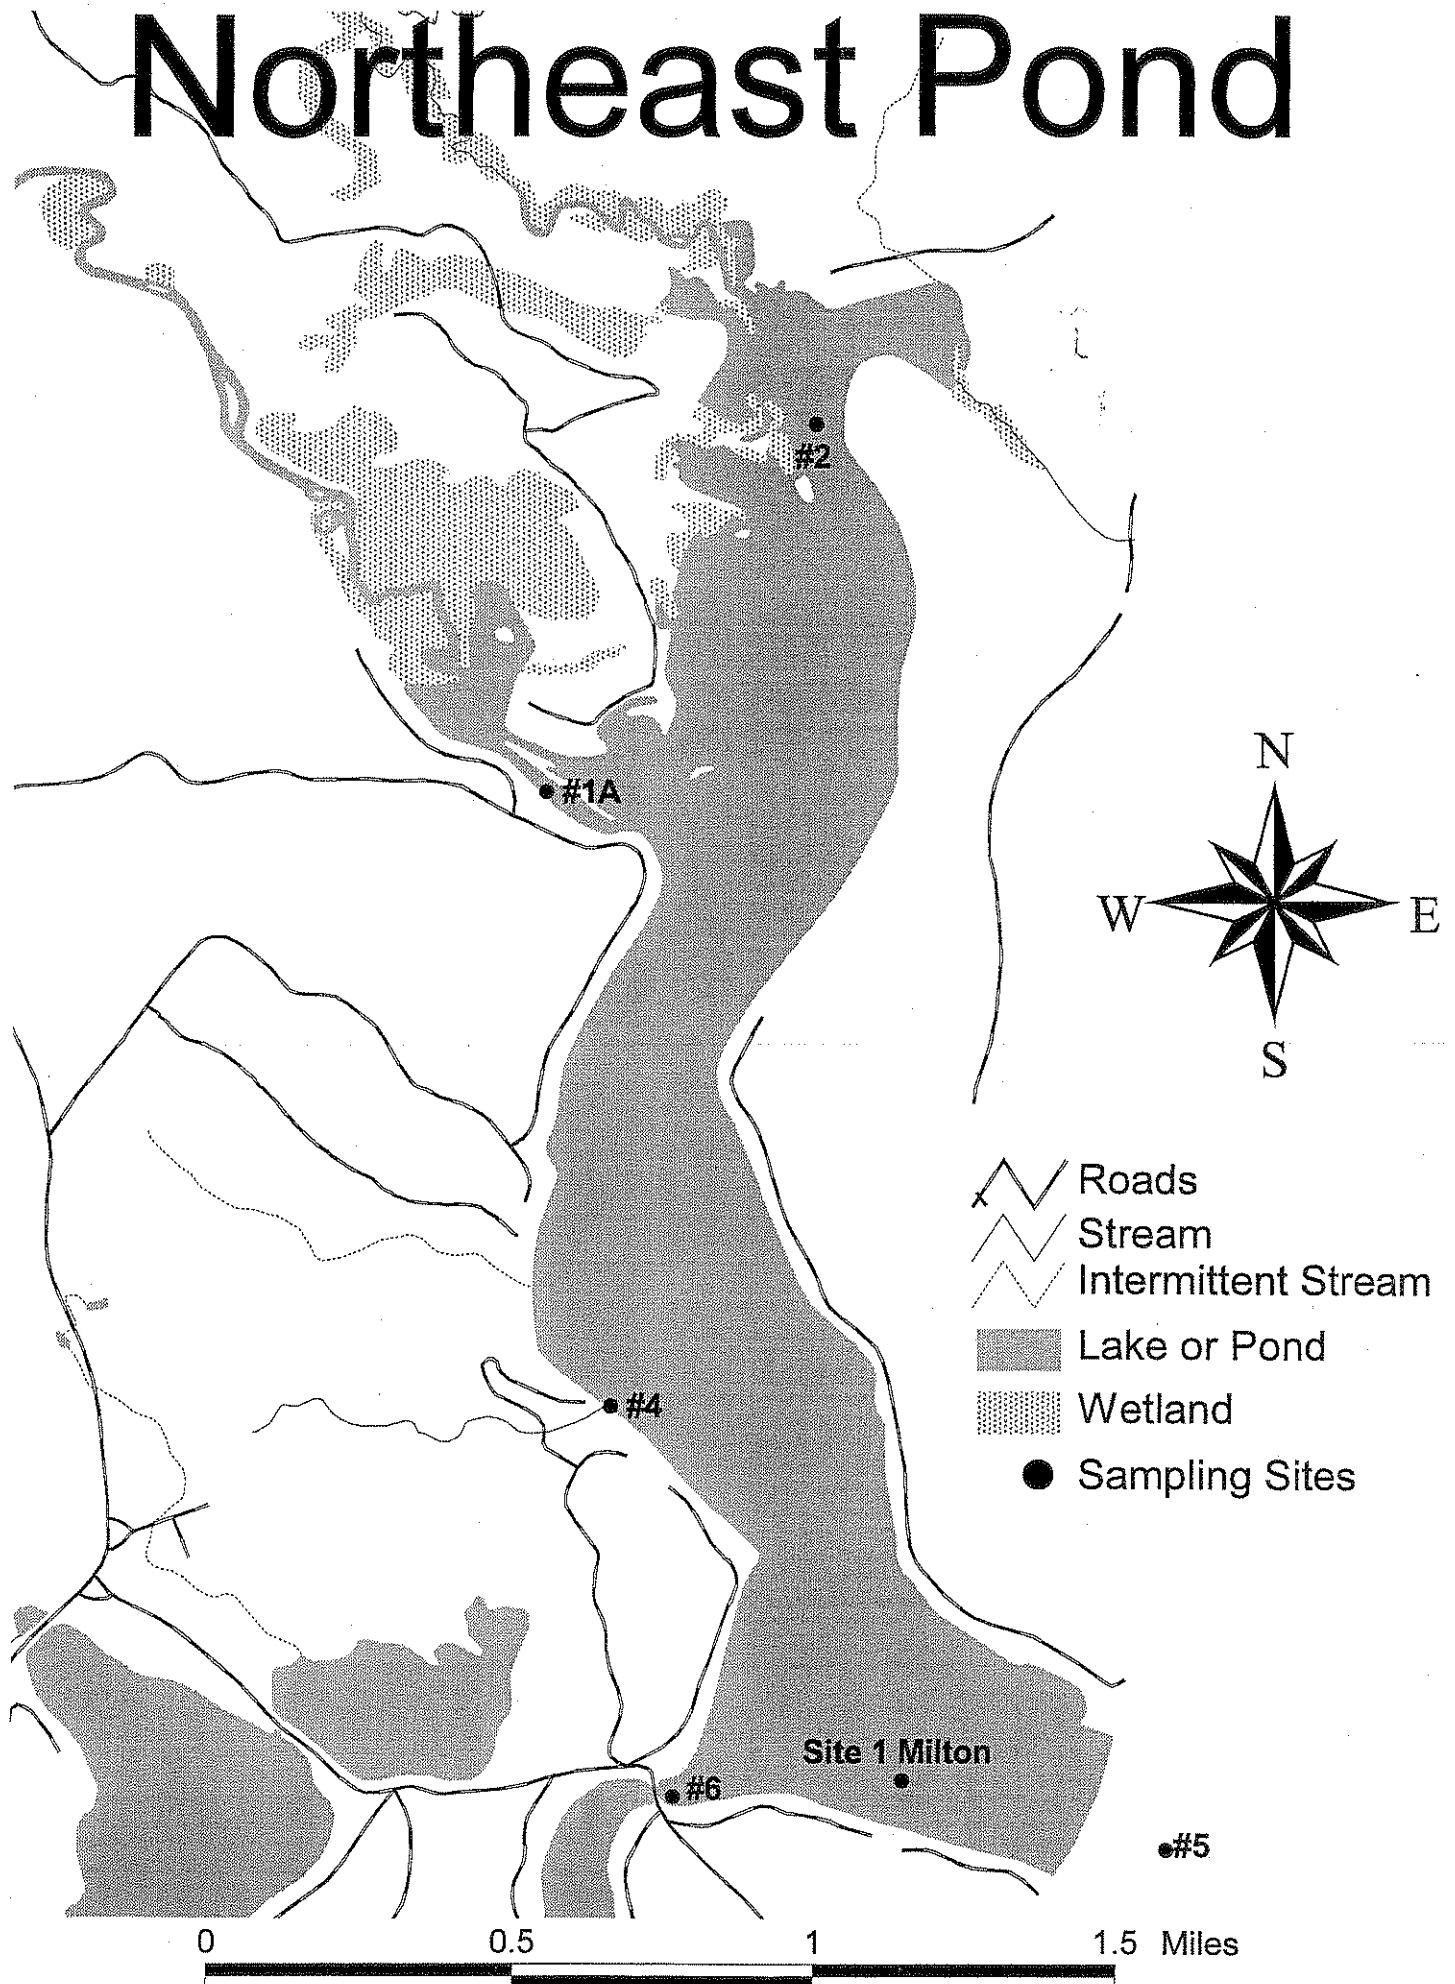 Northeast Pond
#2
#1A
N
W
E
S
Roads
Stream
Intermittent Stream
Lake or Pond
Wetland
Sampling Sites
#4
Site 1 Milton
#6
#5
0 0.5 1 1.5 Miles